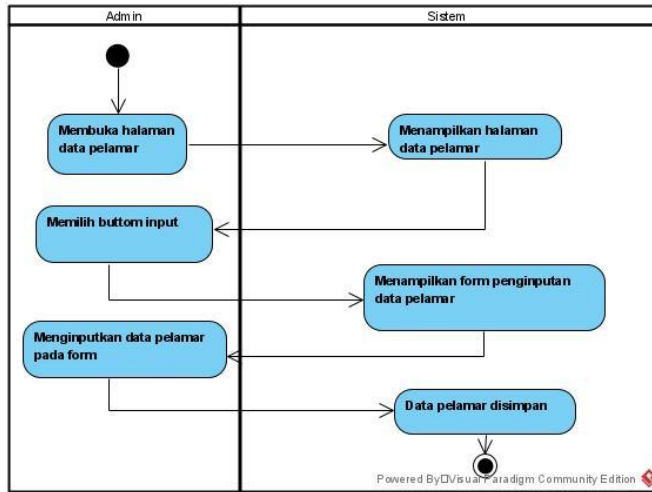 Admin
Sistem
Membuka halaman
data pelamar
Menampilkan halaman
data pelamar
Memilih buttom input
Menampilkan form penginputan
data pelamar
Menginputkan data pelamar
pada form
Data pelamar disimpan
Powered By□Visual Paradigm Community Edition